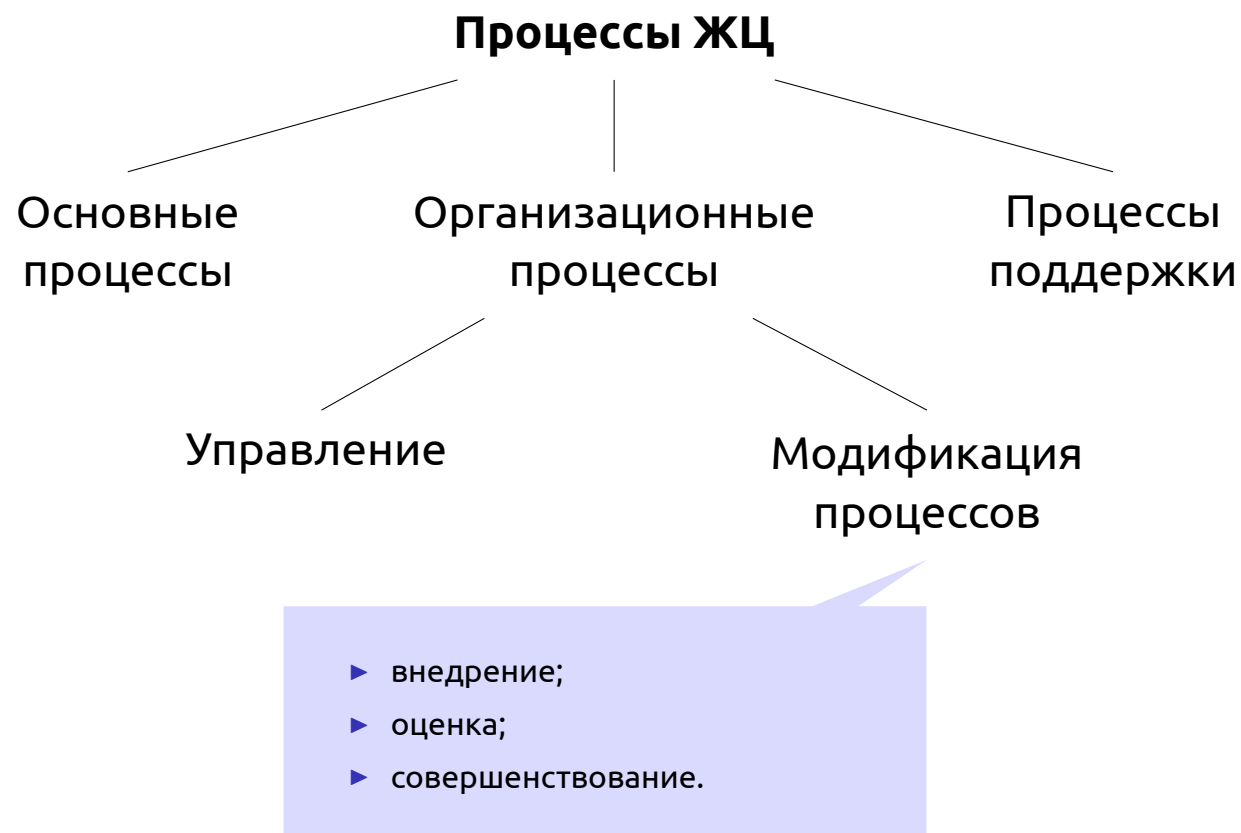 Процессы ЖЦ
Основные
процессы
Организационные
процессы
Процессы
поддержки
Управление
Модификация
процессов
внедрение;
оценка;
совершенствование.